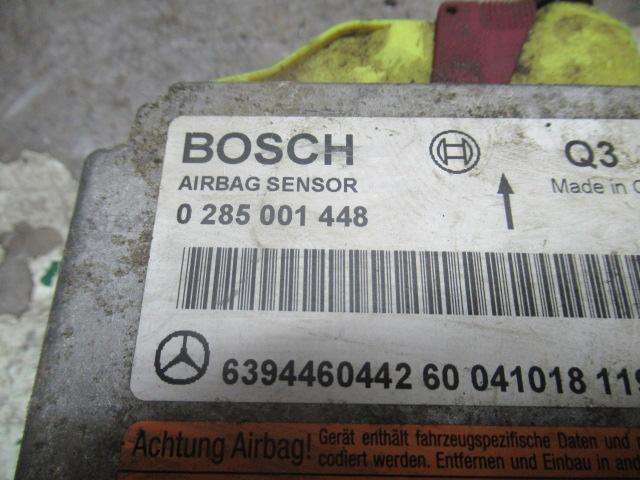 BOSCH Q3
AIRBAG SENSOR Made in
0 285 001 448
6394460442 60 041018 119
Achtung Airbag! Gerät enthält fahrzeugspezifische Daten und
codiert werden. Entfernen und Einbau in